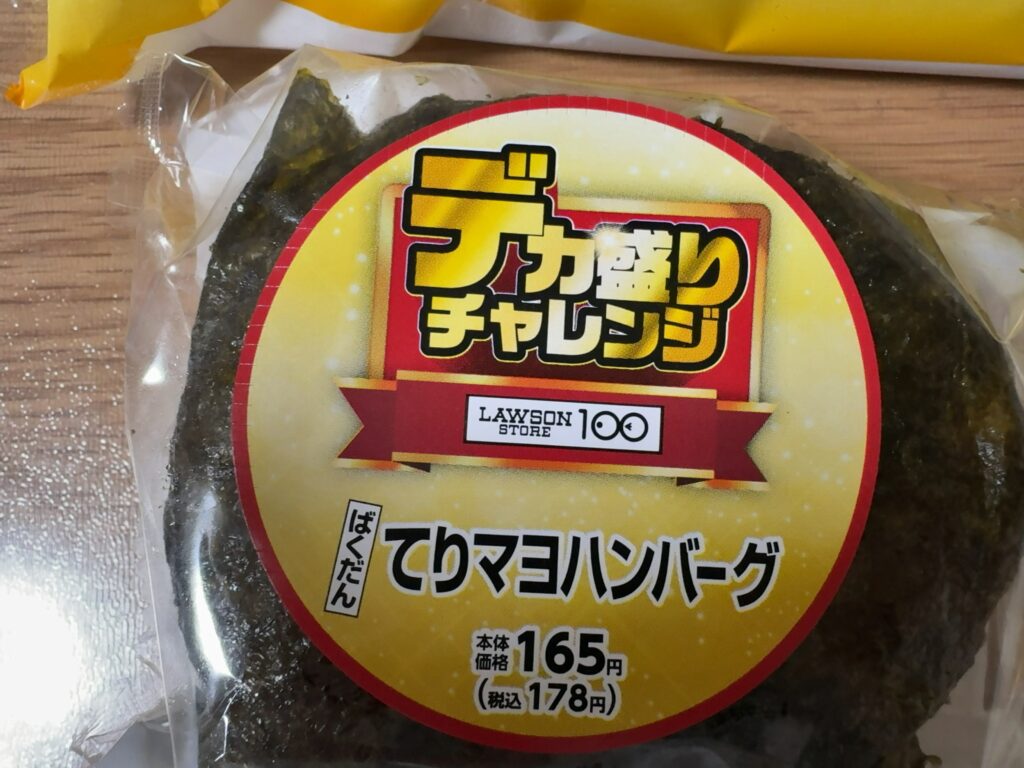 デカ盛り
チャレンジ
LAWSON
STORE 100
ばくだん
てりマヨハンバーグ
本体
価格 165円
(税込 178円)